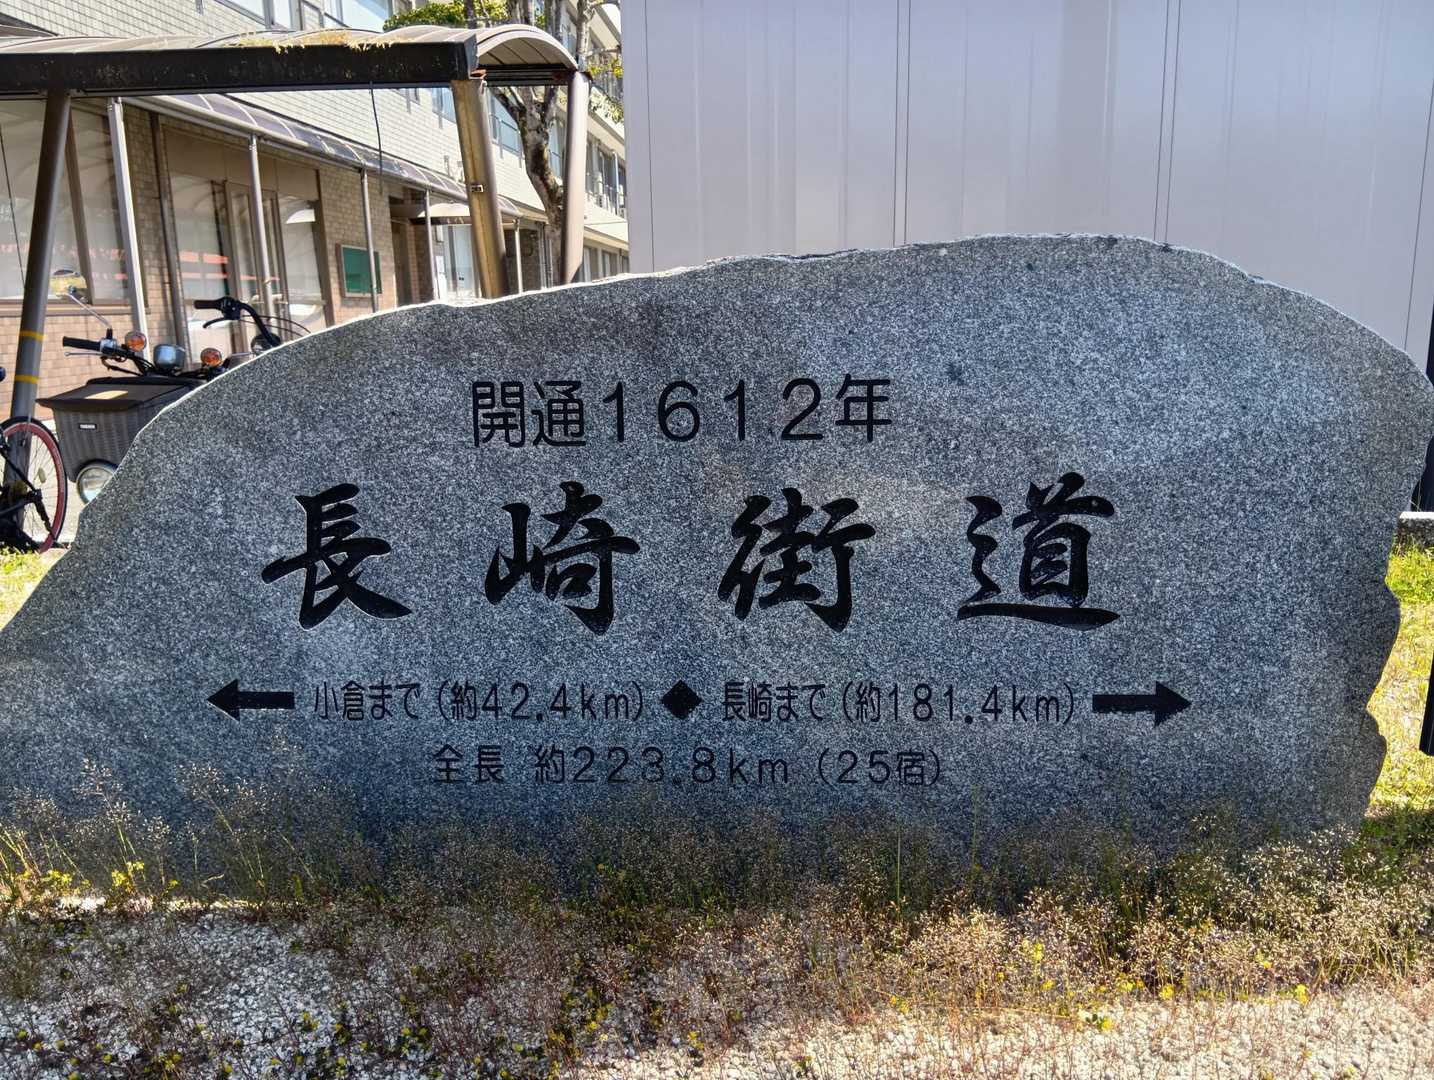 開通1612年
長崎街道
← 小倉まで(約42.4km) ◆ 長崎まで(約181.4km) →
全長 約223.8km (25宿)